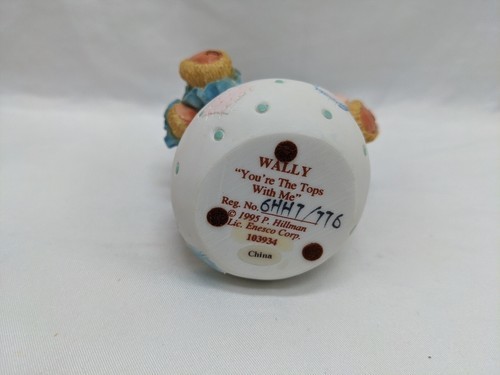 WALLY
"You're The Tops
With Me"
Reg. No. 6HH7/776
© 1995 P. Hillman
Lic. Enesco Corp.
103934
China